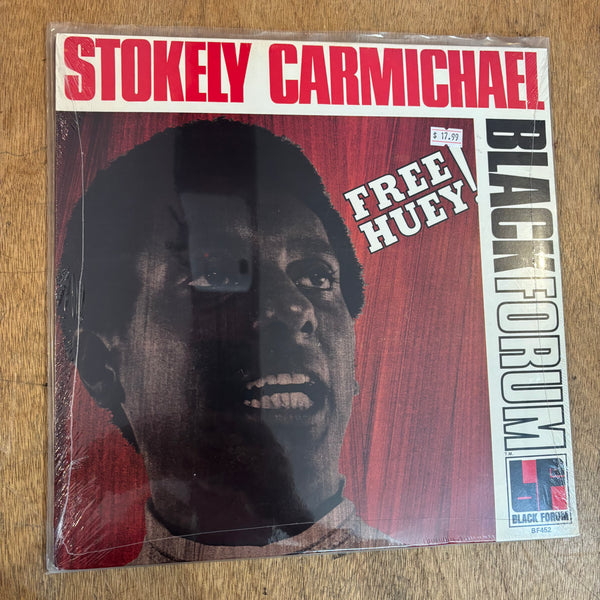 STOKELY CARMICHAEL
$ 17.99
FREE
HUEY!
BLACK FORUM
T.M.
BLACK FORUM
BF452